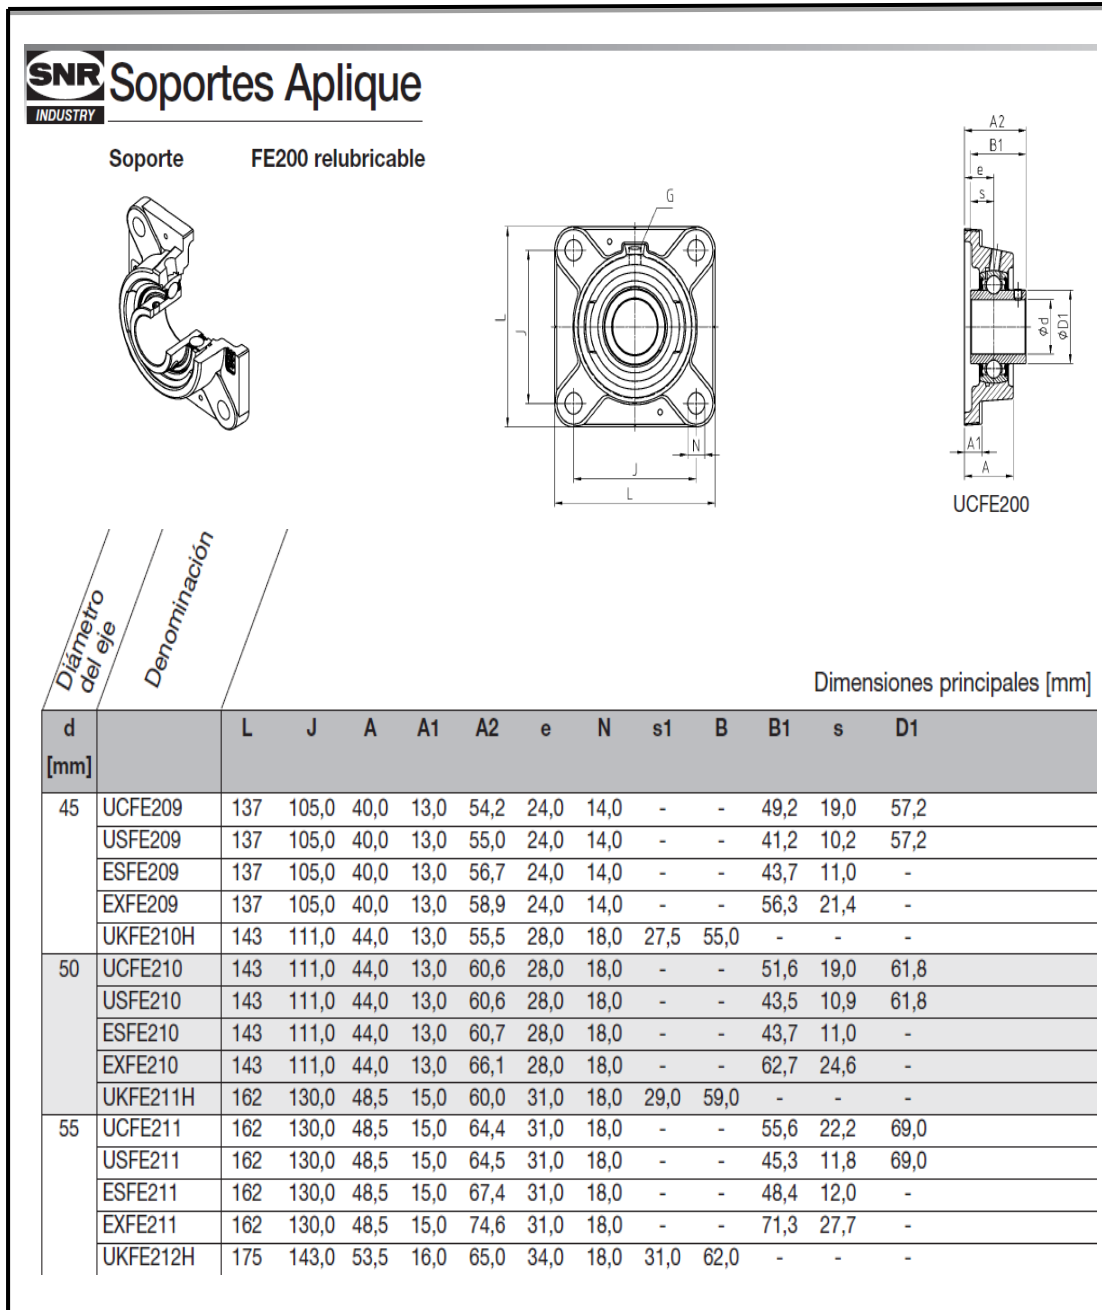 SNR
INDUSTRY
Soportes Aplique
Soporte FE200 relubricable
G
L
J
N
J
L
A2
B1
e
s
Ød
ØD1
A1
A
UCFE200
Diámetro del eje
Denominación
Dimensiones principales [mm]
d L J A A1 A2 e N s1 B B1 s D1
[mm]
45 UCFE209 137 105,0 40,0 13,0 54,2 24,0 14,0 - - 49,2 19,0 57,2
USFE209 137 105,0 40,0 13,0 55,0 24,0 14,0 - - 41,2 10,2 57,2
ESFE209 137 105,0 40,0 13,0 56,7 24,0 14,0 - - 43,7 11,0 -
EXFE209 137 105,0 40,0 13,0 58,9 24,0 14,0 - - 56,3 21,4 -
UKFE210H 143 111,0 44,0 13,0 55,5 28,0 18,0 27,5 55,0 - - -
50 UCFE210 143 111,0 44,0 13,0 60,6 28,0 18,0 - - 51,6 19,0 61,8
USFE210 143 111,0 44,0 13,0 60,6 28,0 18,0 - - 43,5 10,9 61,8
ESFE210 143 111,0 44,0 13,0 60,7 28,0 18,0 - - 43,7 11,0 -
EXFE210 143 111,0 44,0 13,0 66,1 28,0 18,0 - - 62,7 24,6 -
UKFE211H 162 130,0 48,5 15,0 60,0 31,0 18,0 29,0 59,0 - - -
55 UCFE211 162 130,0 48,5 15,0 64,4 31,0 18,0 - - 55,6 22,2 69,0
USFE211 162 130,0 48,5 15,0 64,5 31,0 18,0 - - 45,3 11,8 69,0
ESFE211 162 130,0 48,5 15,0 67,4 31,0 18,0 - - 48,4 12,0 -
EXFE211 162 130,0 48,5 15,0 74,6 31,0 18,0 - - 71,3 27,7 -
UKFE212H 175 143,0 53,5 16,0 65,0 34,0 18,0 31,0 62,0 - - -